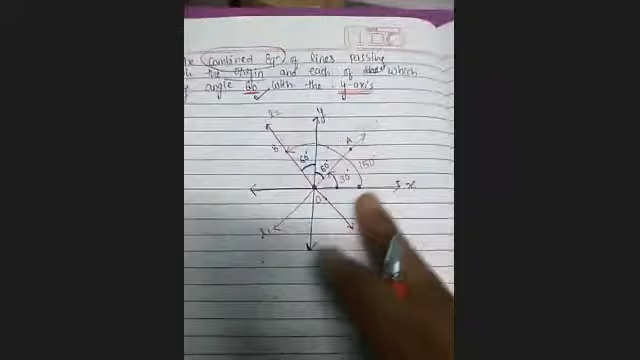 Combined Eqn of lines passing
the origin and each of which
angle 60 with the y-axis
y
A
B
60°
60°
30°
150°
x
O